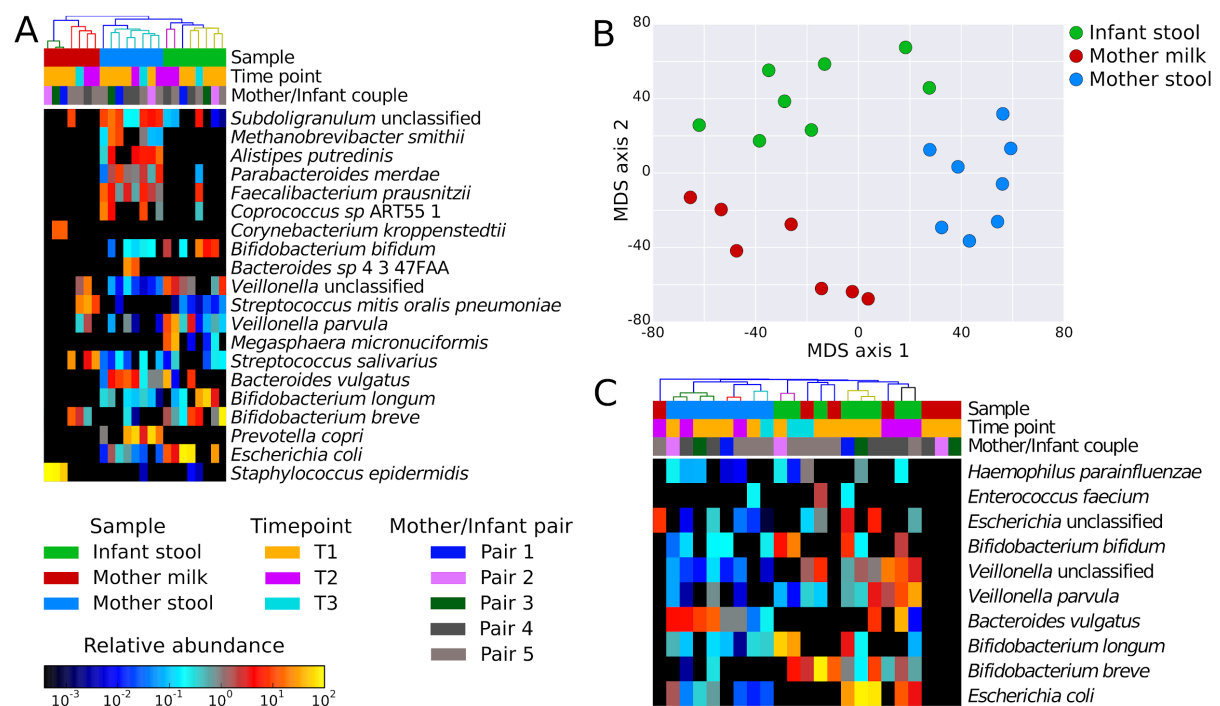 A
Sample
Time point
Mother/Infant couple
Subdoligranulum unclassified
Methanobrevibacter smithii
Alistipes putredinis
Parabacteroides merdae
Faecalibacterium prausnitzii
Coprococcus sp ART55 1
Corynebacterium kroppenstedtii
Bifidobacterium bifidum
Bacteroides sp 4 3 47FAA
Veillonella unclassified
Streptococcus mitis oralis pneumoniae
Veillonella parvula
Megasphaera micronuciformis
Streptococcus salivarius
Bacteroides vulgatus
Bifidobacterium longum
Bifidobacterium breve
Prevotella copri
Escherichia coli
Staphylococcus epidermidis
Sample
Infant stool
Mother milk
Mother stool
Timepoint
T1
T2
T3
Mother/Infant pair
Pair 1
Pair 2
Pair 3
Pair 4
Pair 5
Relative abundance
10⁻³ 10⁻² 10⁻¹ 10⁰ 10¹ 10²
B
80
40
0
-40
-80
MDS axis 2
-80 -40 0 40 80
MDS axis 1
Infant stool
Mother milk
Mother stool
C
Sample
Time point
Mother/Infant couple
Haemophilus parainfluenzae
Enterococcus faecium
Escherichia unclassified
Bifidobacterium bifidum
Veillonella unclassified
Veillonella parvula
Bacteroides vulgatus
Bifidobacterium longum
Bifidobacterium breve
Escherichia coli